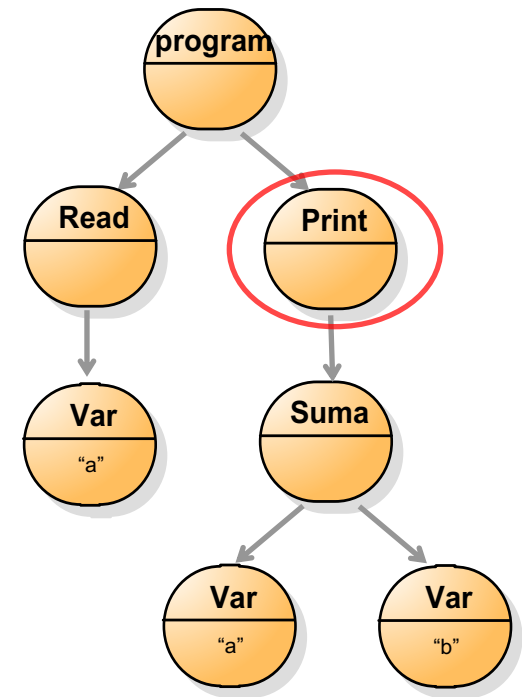 program
Read
Print
Var
“a”
Suma
Var
“a”
Var
“b”